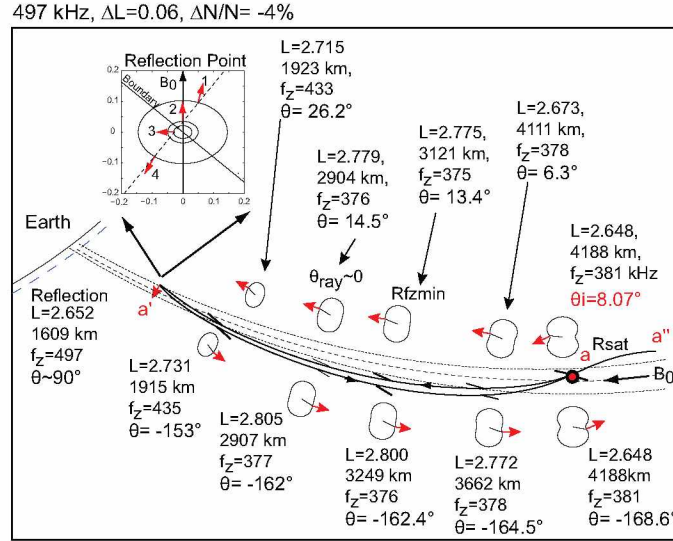 497 kHz, ΔL=0.06, ΔN/N= -4%
Reflection Point
0.2
0.1
0
−0.1
−0.2
−0.2
−0.1
0
0.1
0.2
Boundary
B0
1
2
3
4
L=2.715
1923 km,
fz=433
θ= 26.2°
L=2.779,
2904 km,
fz=376
θ= 14.5°
L=2.775,
3121 km,
fz=375
θ= 13.4°
L=2.673,
4111 km,
fz=378
θ= 6.3°
L=2.648,
4188 km,
fz=381 kHz
θi=8.07°
Earth
θray~0
Rfzmin
Rsat
a"
a'
a
B0
Reflection
L=2.652
1609 km
fz=497
θ~90°
L=2.731
1915 km
fz=435
θ= -153°
L=2.805
2907 km
fz=377
θ= -162°
L=2.800
3249 km
fz=376
θ= -162.4°
L=2.772
3662 km
fz=378
θ= -164.5°
L=2.648
4188km
fz=381
θ= -168.6°